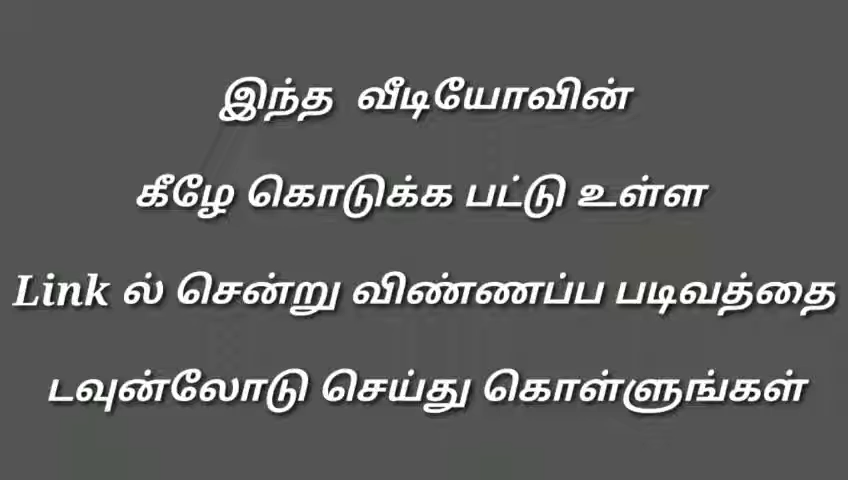 இந்த வீடியோவின்
கீழே கொடுக்க பட்டு உள்ள
Link ல் சென்று விண்ணப்ப படிவத்தை
டவுன்லோடு செய்து கொள்ளுங்கள்